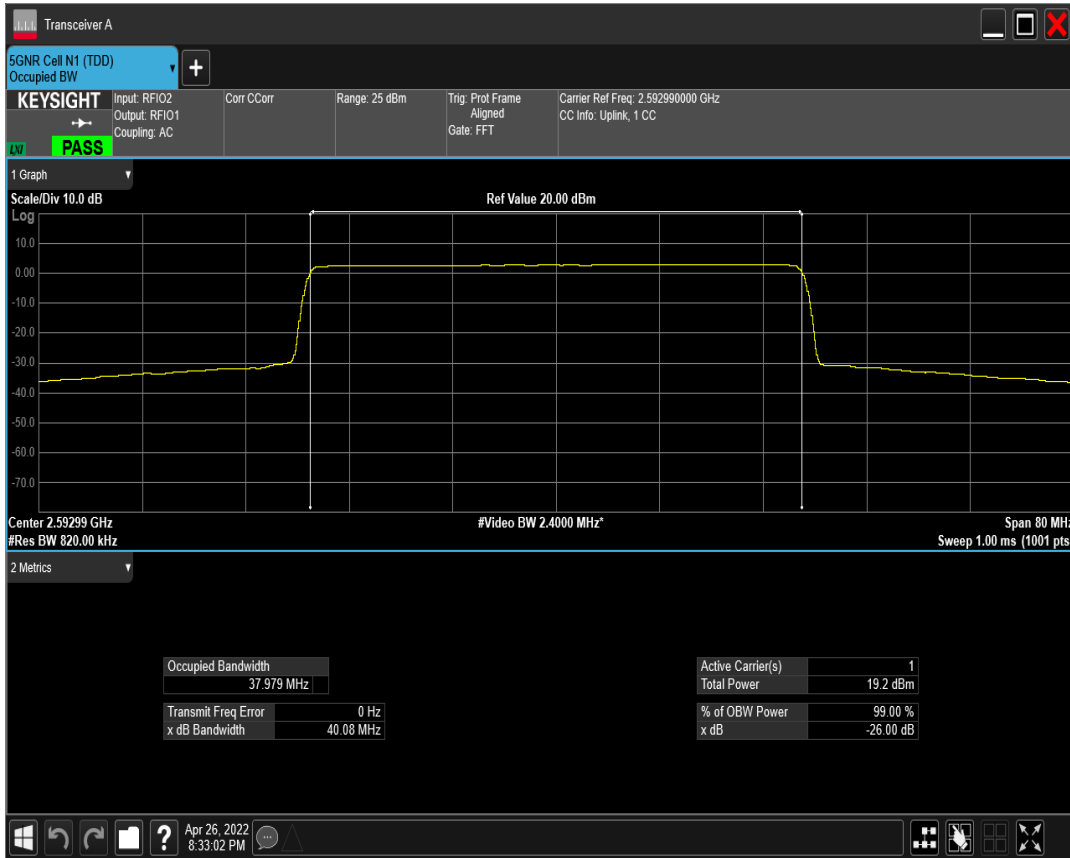 Transceiver A
5GNR Cell N1 (TDD)
Occupied BW
KEYSIGHT
LXI
PASS
Input: RFIO2
Output: RFIO1
Coupling: AC
Corr CCorr
Range: 25 dBm
Trig: Prot Frame
Aligned
Gate: FFT
Carrier Ref Freq: 2.592990000 GHz
CC Info: Uplink, 1 CC
1 Graph
Scale/Div 10.0 dB
Ref Value 20.00 dBm
Log
10.0
0.00
-10.0
-20.0
-30.0
-40.0
-50.0
-60.0
-70.0
Center 2.59299 GHz
#Video BW 2.4000 MHz*
Span 80 MHz
#Res BW 820.00 kHz
Sweep 1.00 ms (1001 pts
2 Metrics
Occupied Bandwidth
37.979 MHz
Transmit Freq Error 0 Hz
x dB Bandwidth 40.08 MHz
Active Carrier(s) 1
Total Power 19.2 dBm
% of OBW Power 99.00 %
x dB -26.00 dB
?
Apr 26, 2022
8:33:02 PM